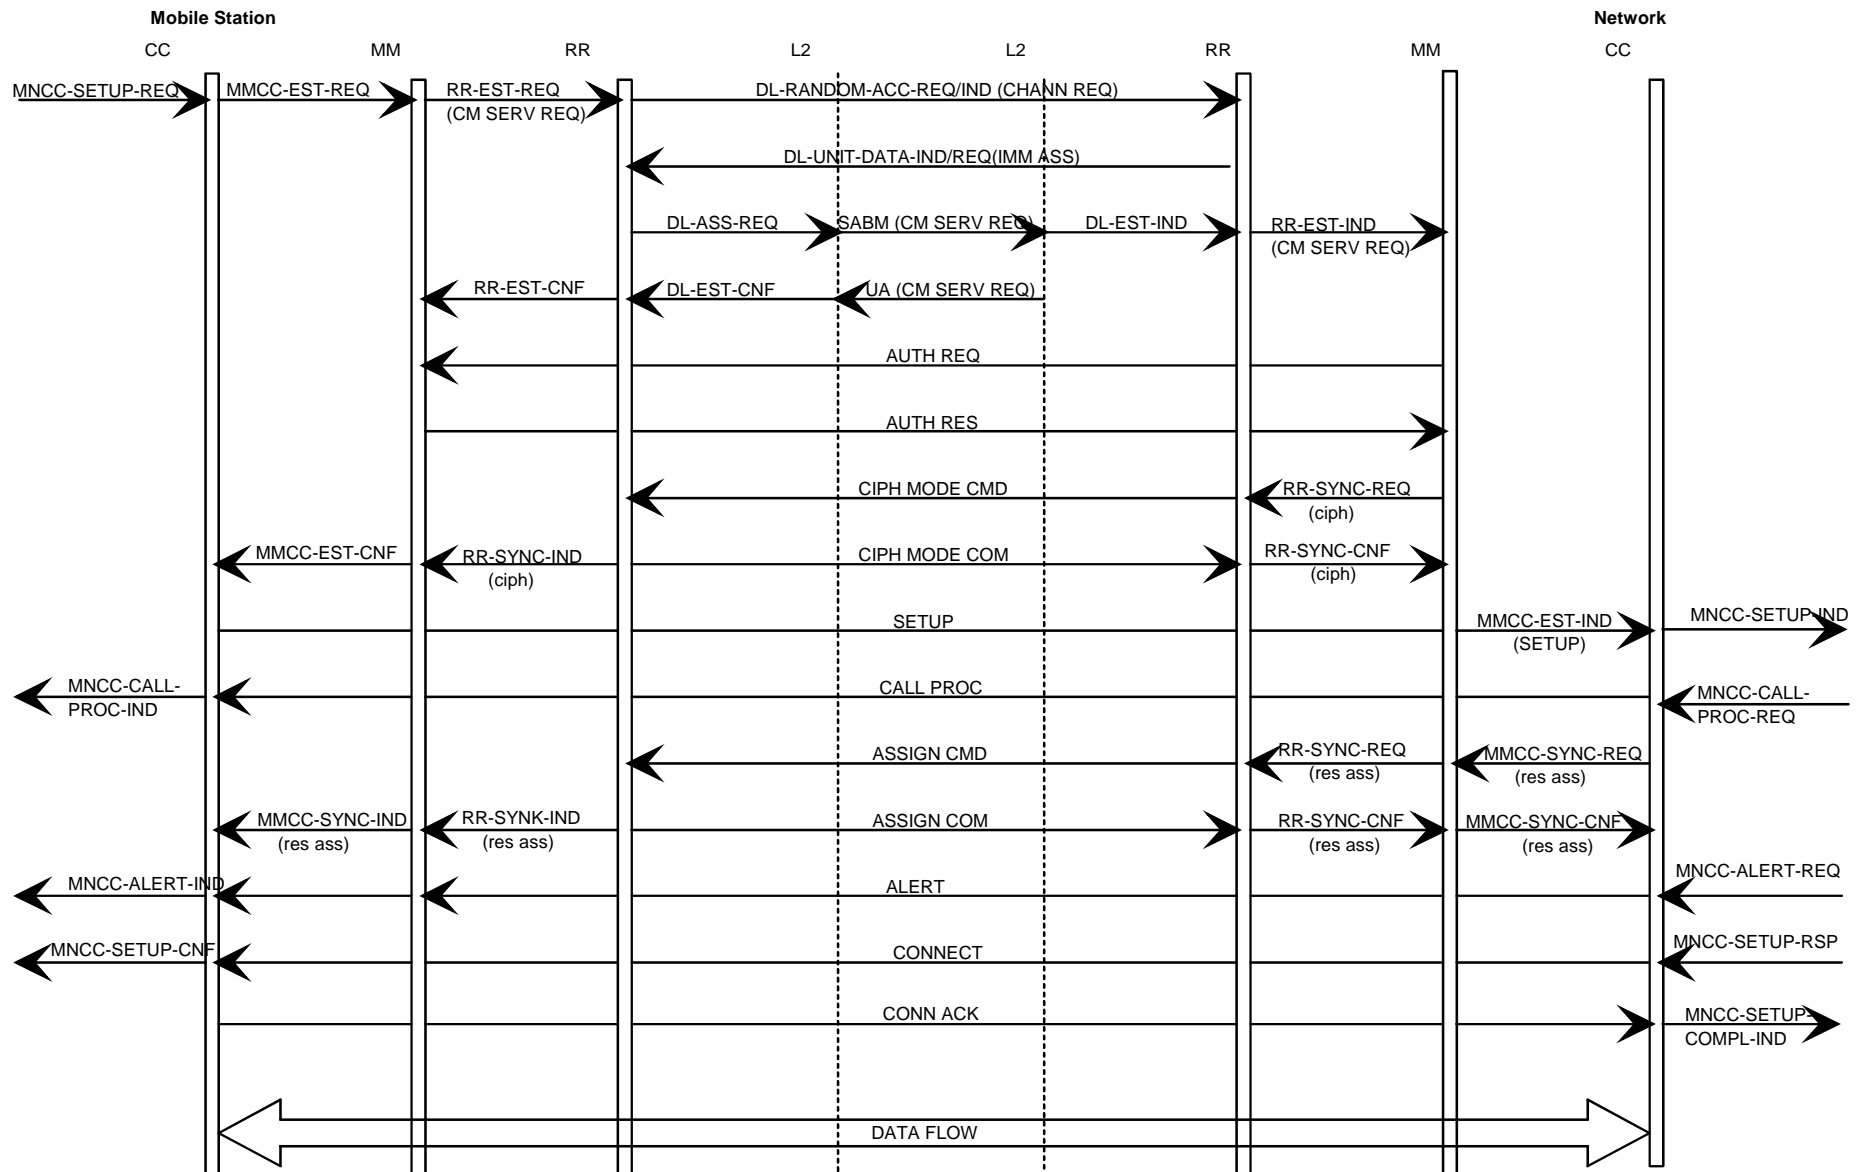 Mobile Station
Network
CC
MM
RR
L2
L2
RR
MM
CC
MNCC-SETUP-REQ
MMCC-EST-REQ
RR-EST-REQ
(CM SERV REQ)
DL-RANDOM-ACC-REQ/IND (CHANN REQ)
DL-UNIT-DATA-IND/REQ(IMM ASS)
DL-ASS-REQ
SABM (CM SERV REQ)
DL-EST-IND
RR-EST-IND
(CM SERV REQ)
RR-EST-CNF
DL-EST-CNF
UA (CM SERV REQ)
AUTH REQ
AUTH RES
CIPH MODE CMD
RR-SYNC-REQ
(ciph)
MMCC-EST-CNF
RR-SYNC-IND
(ciph)
CIPH MODE COM
RR-SYNC-CNF
(ciph)
SETUP
MMCC-EST-IND
(SETUP)
MNCC-SETUP-IND
MNCC-CALL-
PROC-IND
CALL PROC
MNCC-CALL-
PROC-REQ
ASSIGN CMD
RR-SYNC-REQ
(res ass)
MMCC-SYNC-REQ
(res ass)
MMCC-SYNC-IND
(res ass)
RR-SYNK-IND
(res ass)
ASSIGN COM
RR-SYNC-CNF
(res ass)
MMCC-SYNC-CNF
(res ass)
MNCC-ALERT-IND
ALERT
MNCC-ALERT-REQ
MNCC-SETUP-CNF
CONNECT
MNCC-SETUP-RSP
CONN ACK
MNCC-SETUP-
COMPL-IND
DATA FLOW